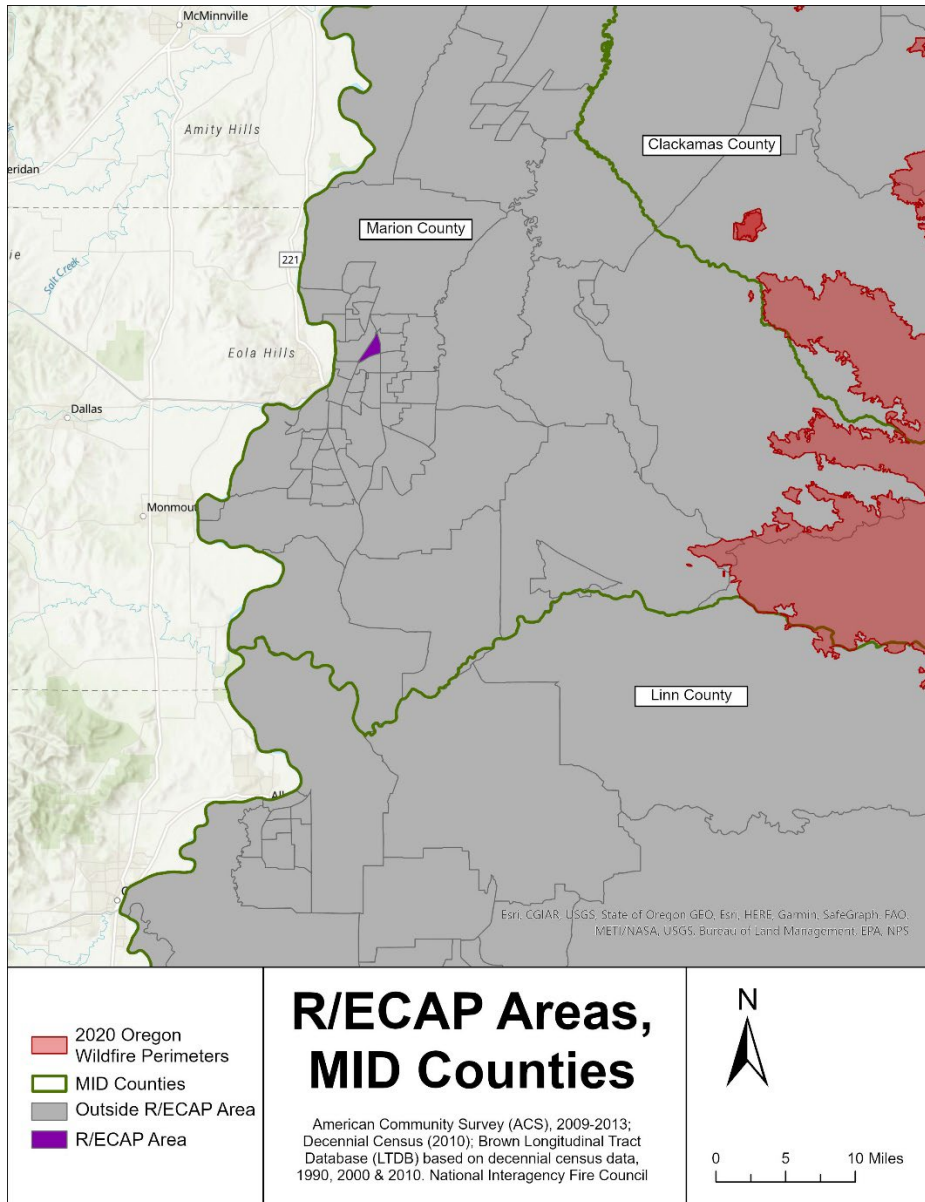 McMinnville
Amity Hills
eridan
Clackamas County
Marion County
ie
Salt Creek
221
Eola Hills
Dallas
Monmout
Linn County
All
C
Esri, CGIAR, USGS, State of Oregon GEO, Esri, HERE, Garmin, SafeGraph, FAO,
METI/NASA, USGS, Bureau of Land Management, EPA, NPS
2020 Oregon
Wildfire Perimeters
MID Counties
Outside R/ECAP Area
R/ECAP Area
R/ECAP Areas,
MID Counties
American Community Survey (ACS), 2009-2013;
Decennial Census (2010); Brown Longitudinal Tract
Database (LTDB) based on decennial census data,
1990, 2000 & 2010. National Interagency Fire Council
N
0 5 10 Miles